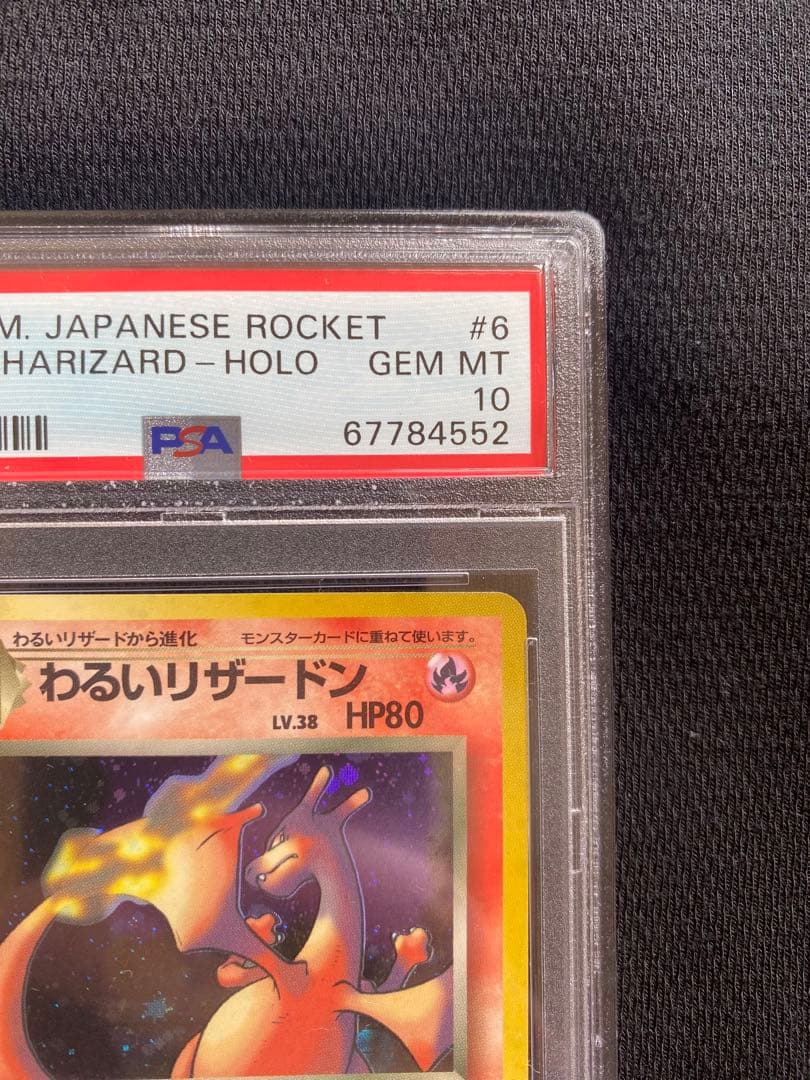 M. JAPANESE ROCKET #6
HARIZARD-HOLO GEM MT
10
PSA 67784552
わるいリザードから進化 モンスターカードに重ねて使います。
わるいリザードン
LV.38 HP80